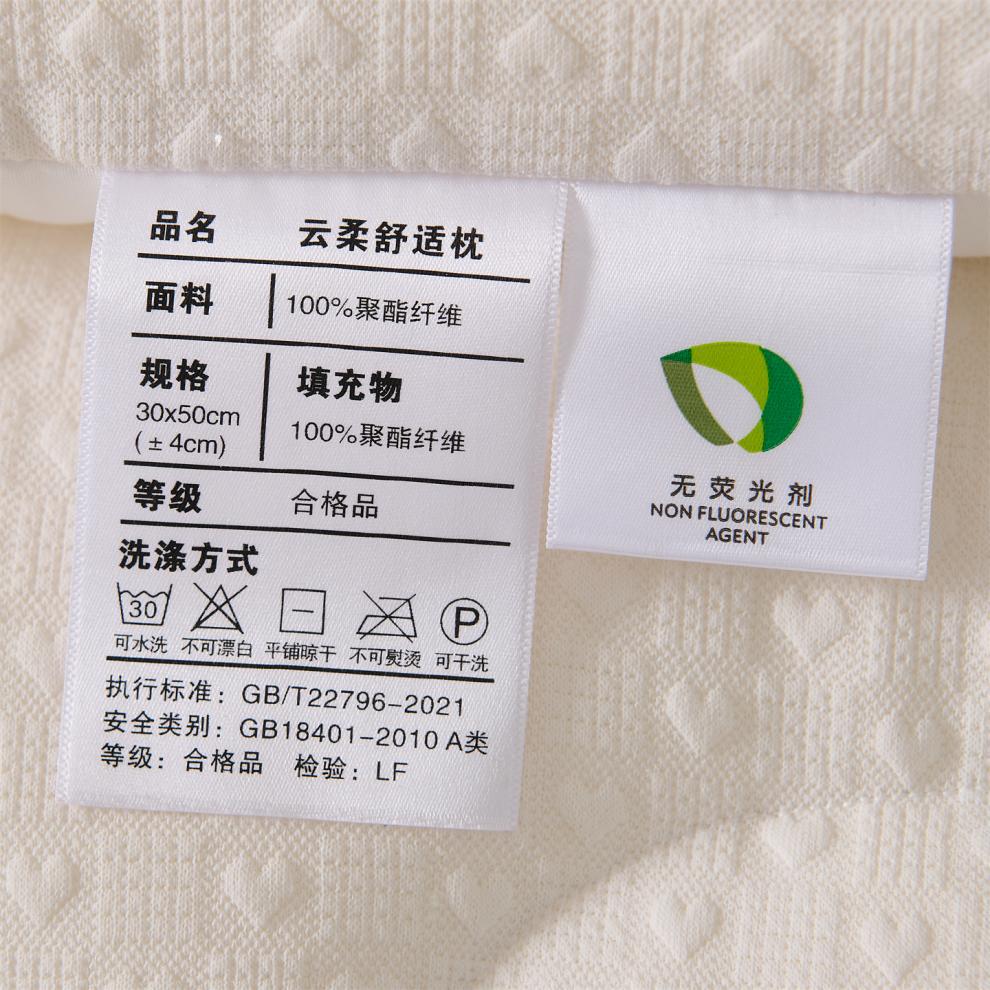 品名 云柔舒适枕
面料 100%聚酯纤维
规格 填充物
30x50cm 100%聚酯纤维
(±4cm)
等级 合格品
洗涤方式
30 P
可水洗 不可漂白 平铺晾干 不可熨烫 可干洗
执行标准：GB/T22796-2021
安全类别：GB18401-2010 A类
等级：合格品 检验：LF
无荧光剂
NON FLUORESCENT
AGENT